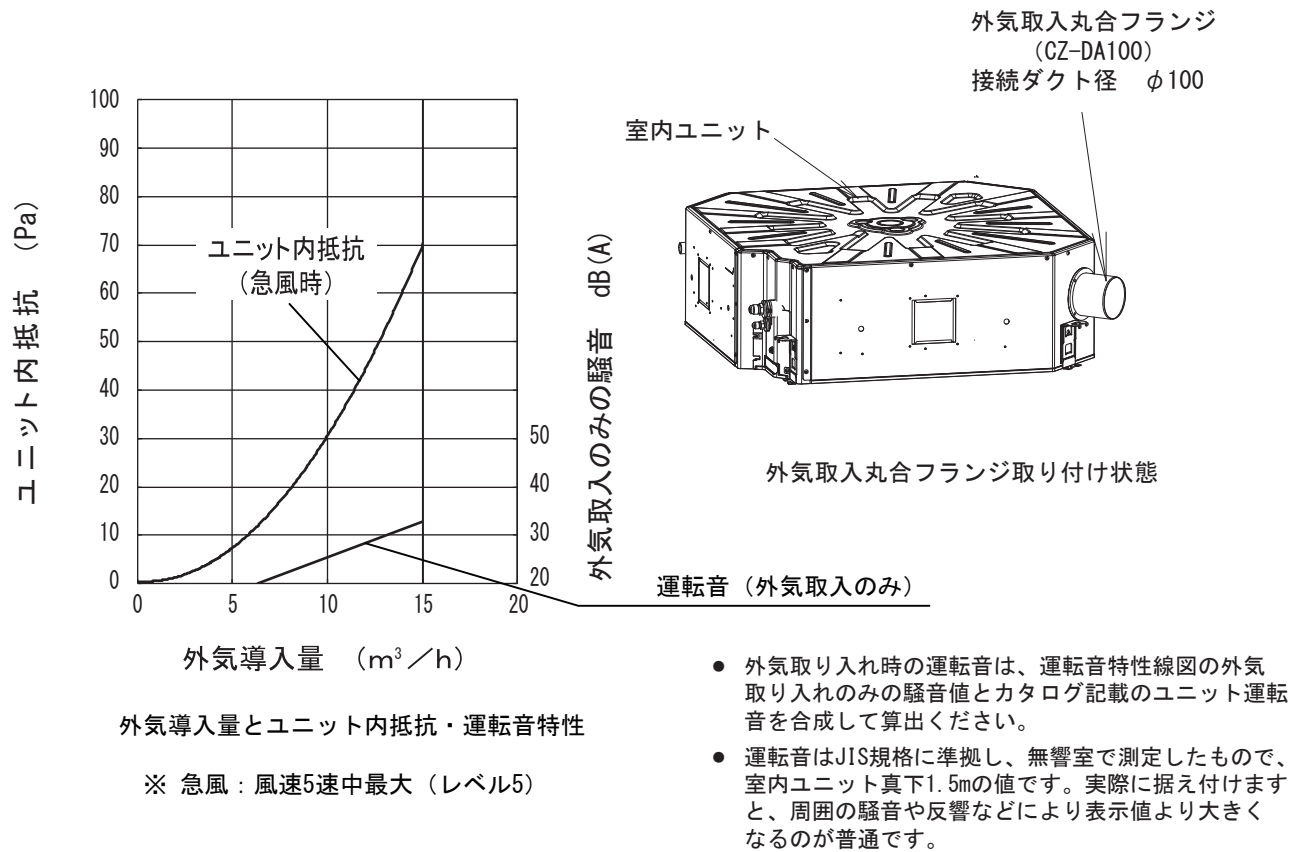 外気取入丸合フランジ
(CZ-DA100)
接続ダクト径　φ100
室内ユニット
ユニット内抵抗　(Pa)
100
90
80
70
60
50
40
30
20
10
0
ユニット内抵抗
(急風時)
50
40
30
20
外気取入のみの騒音　dB(A)
0
5
10
15
20
外気導入量　(m³／h)
運転音（外気取入のみ）
外気導入量とユニット内抵抗・運転音特性
※ 急風：風速5速中最大（レベル5）
外気取入丸合フランジ取り付け状態
● 外気取り入れ時の運転音は、運転音特性線図の外気
取り入れのみの騒音値とカタログ記載のユニット運転
音を合成して算出ください。
● 運転音はJIS規格に準拠し、無響室で測定したもので、
室内ユニット真下1.5mの値です。実際に据え付けます
と、周囲の騒音や反響などにより表示値より大きく
なるのが普通です。